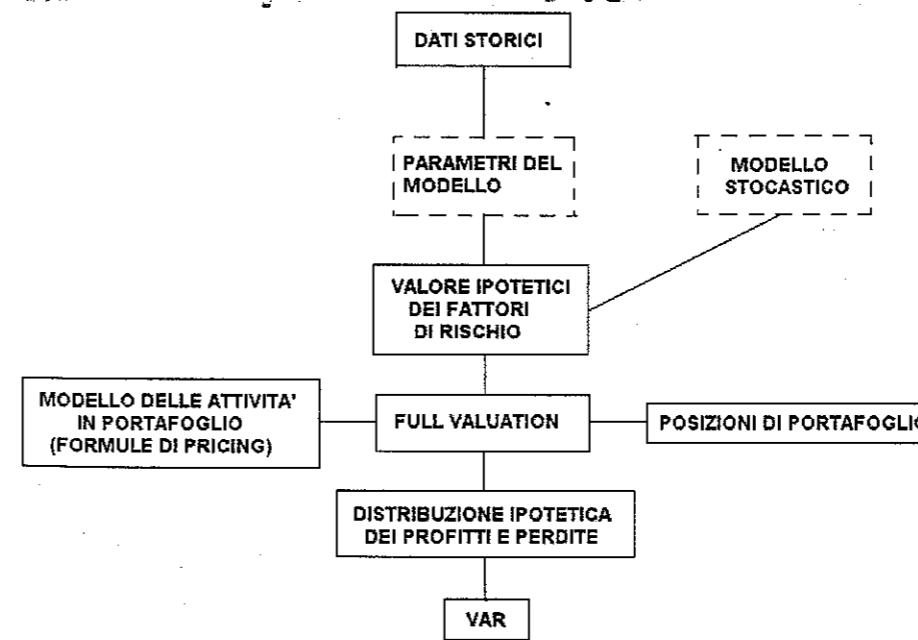 DATI STORICI
PARAMETRI DEL
MODELLO
MODELLO
STOCASTICO
VALORE IPOTETICI
DEI FATTORI
DI RISCHIO
MODELLO DELLE ATTIVITA'
IN PORTAFOGLIO
(FORMULE DI PRICING)
FULL VALUATION
POSIZIONI DI PORTAFOGLIO
DISTRIBUZIONE IPOTETICA
DEI PROFITTI E PERDITE
VAR